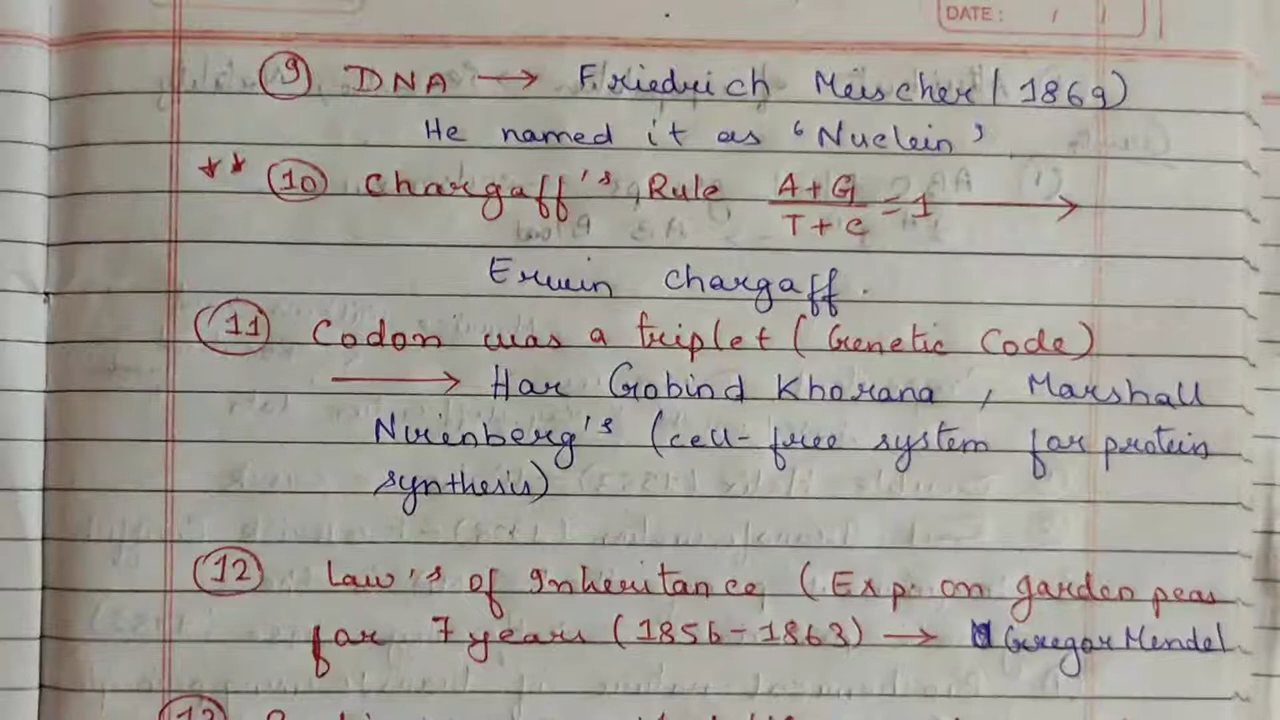 DATE : / /
9 DNA → Friedrich Meischer (1869)
He named it as 'Nuclein'
** 10 Chargaff's Rule A+G/T+C = 1 →
Erwin Chargaff.
11 Codon was a triplet (Genetic Code)
→ Har Gobind Khorana, Marshall
Nirenberg's (cell-free system for protein
synthesis)
12 Law's of Inheritance (Exp. on garden peas
for 7 years (1856-1863) → Gregor Mendel
13